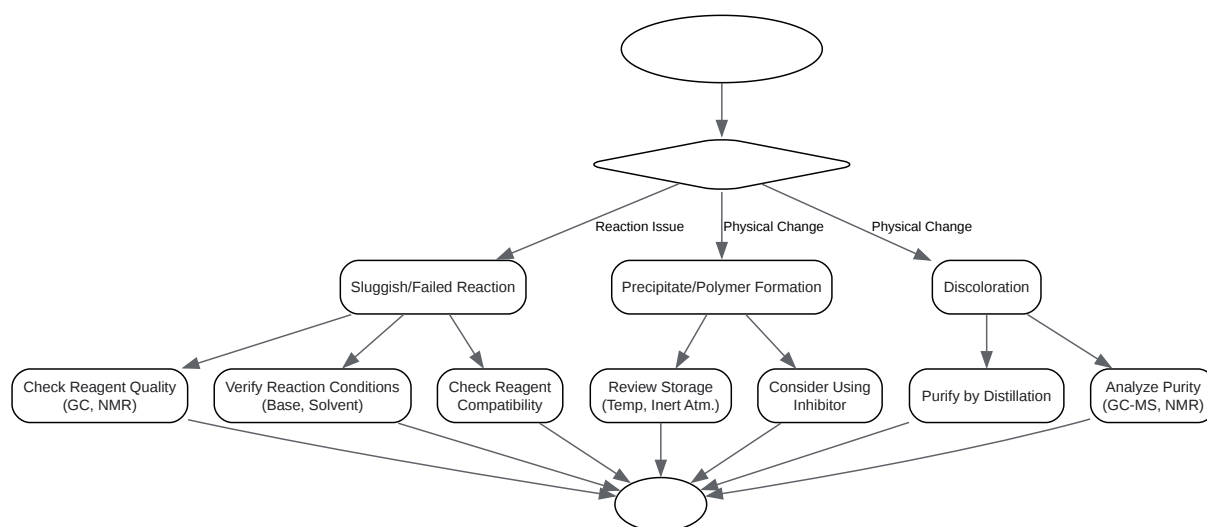 Reaction Issue
Physical Change
Physical Change
Sluggish/Failed Reaction
Precipitate/Polymer Formation
Discoloration
Check Reagent Quality
(GC, NMR)
Verify Reaction Conditions
(Base, Solvent)
Check Reagent
Compatibility
Review Storage
(Temp, Inert Atm.)
Consider Using
Inhibitor
Purify by Distillation
Analyze Purity
(GC-MS, NMR)